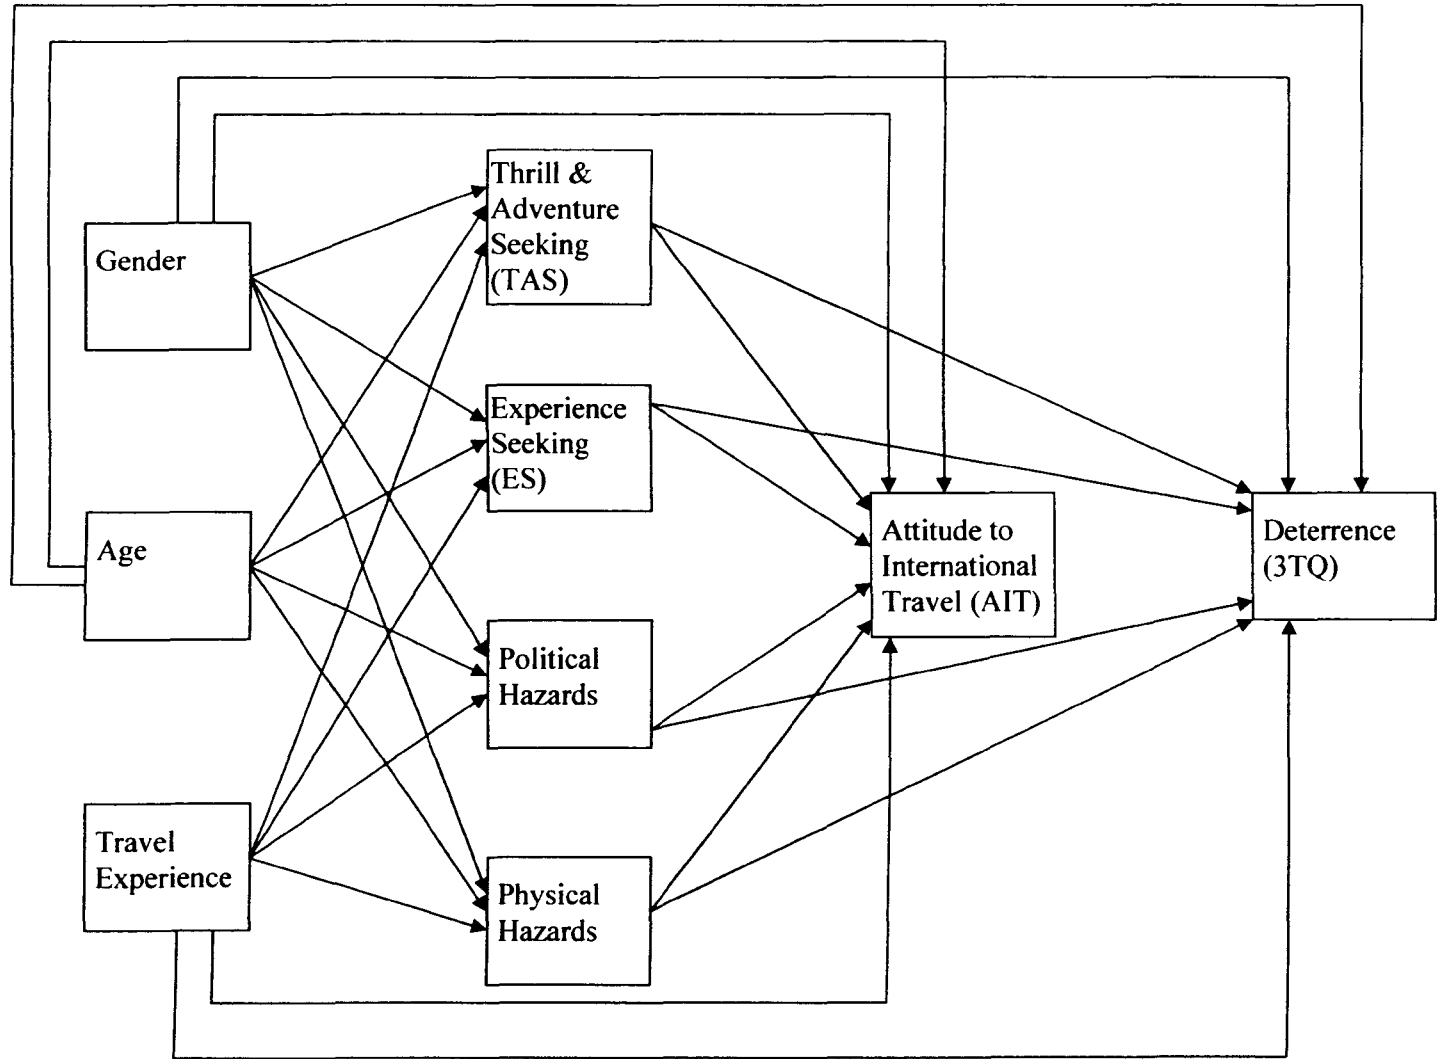 Thrill &
Adventure
Seeking
(TAS)
Gender
Experience
Seeking
(ES)
Attitude to
International
Travel (AIT)
Deterrence
(3TQ)
Age
Political
Hazards
Travel
Experience
Physical
Hazards